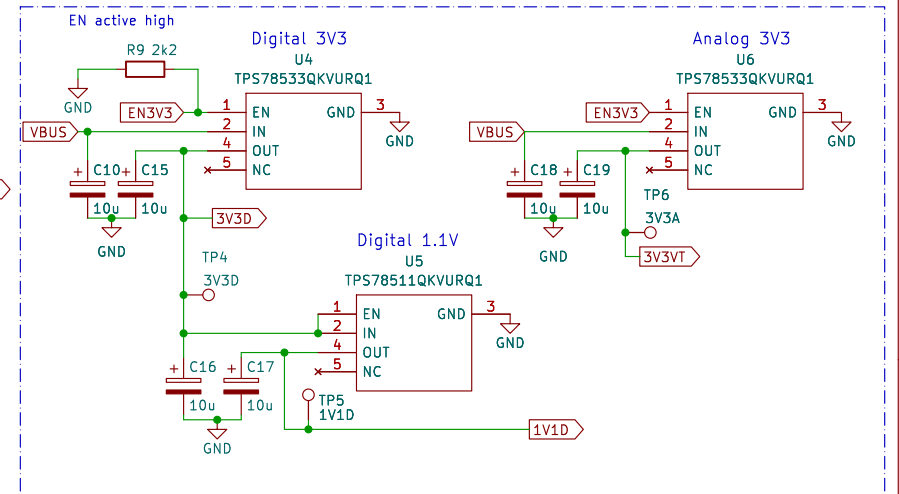 EN active high
Digital 3V3
Analog 3V3
R9 2k2
U4
TPS78533QKVURQ1
U6
TPS78533QKVURQ1
GND
EN3V3
1
EN
GND
3
EN3V3
1
EN
GND
3
VBUS
2
IN
GND
VBUS
2
IN
GND
4
OUT
4
OUT
+ C10
+ C15
5
NC
+ C18
+ C19
5
NC
10u
10u
10u
10u
TP6
3V3A
3V3D
GND
GND
3V3VT
Digital 1.1V
TP4
3V3D
U5
TPS78511QKVURQ1
1
EN
GND
3
2
IN
GND
4
OUT
+ C16
+ C17
5
NC
10u
10u
TP5
1V1D
1V1D
GND